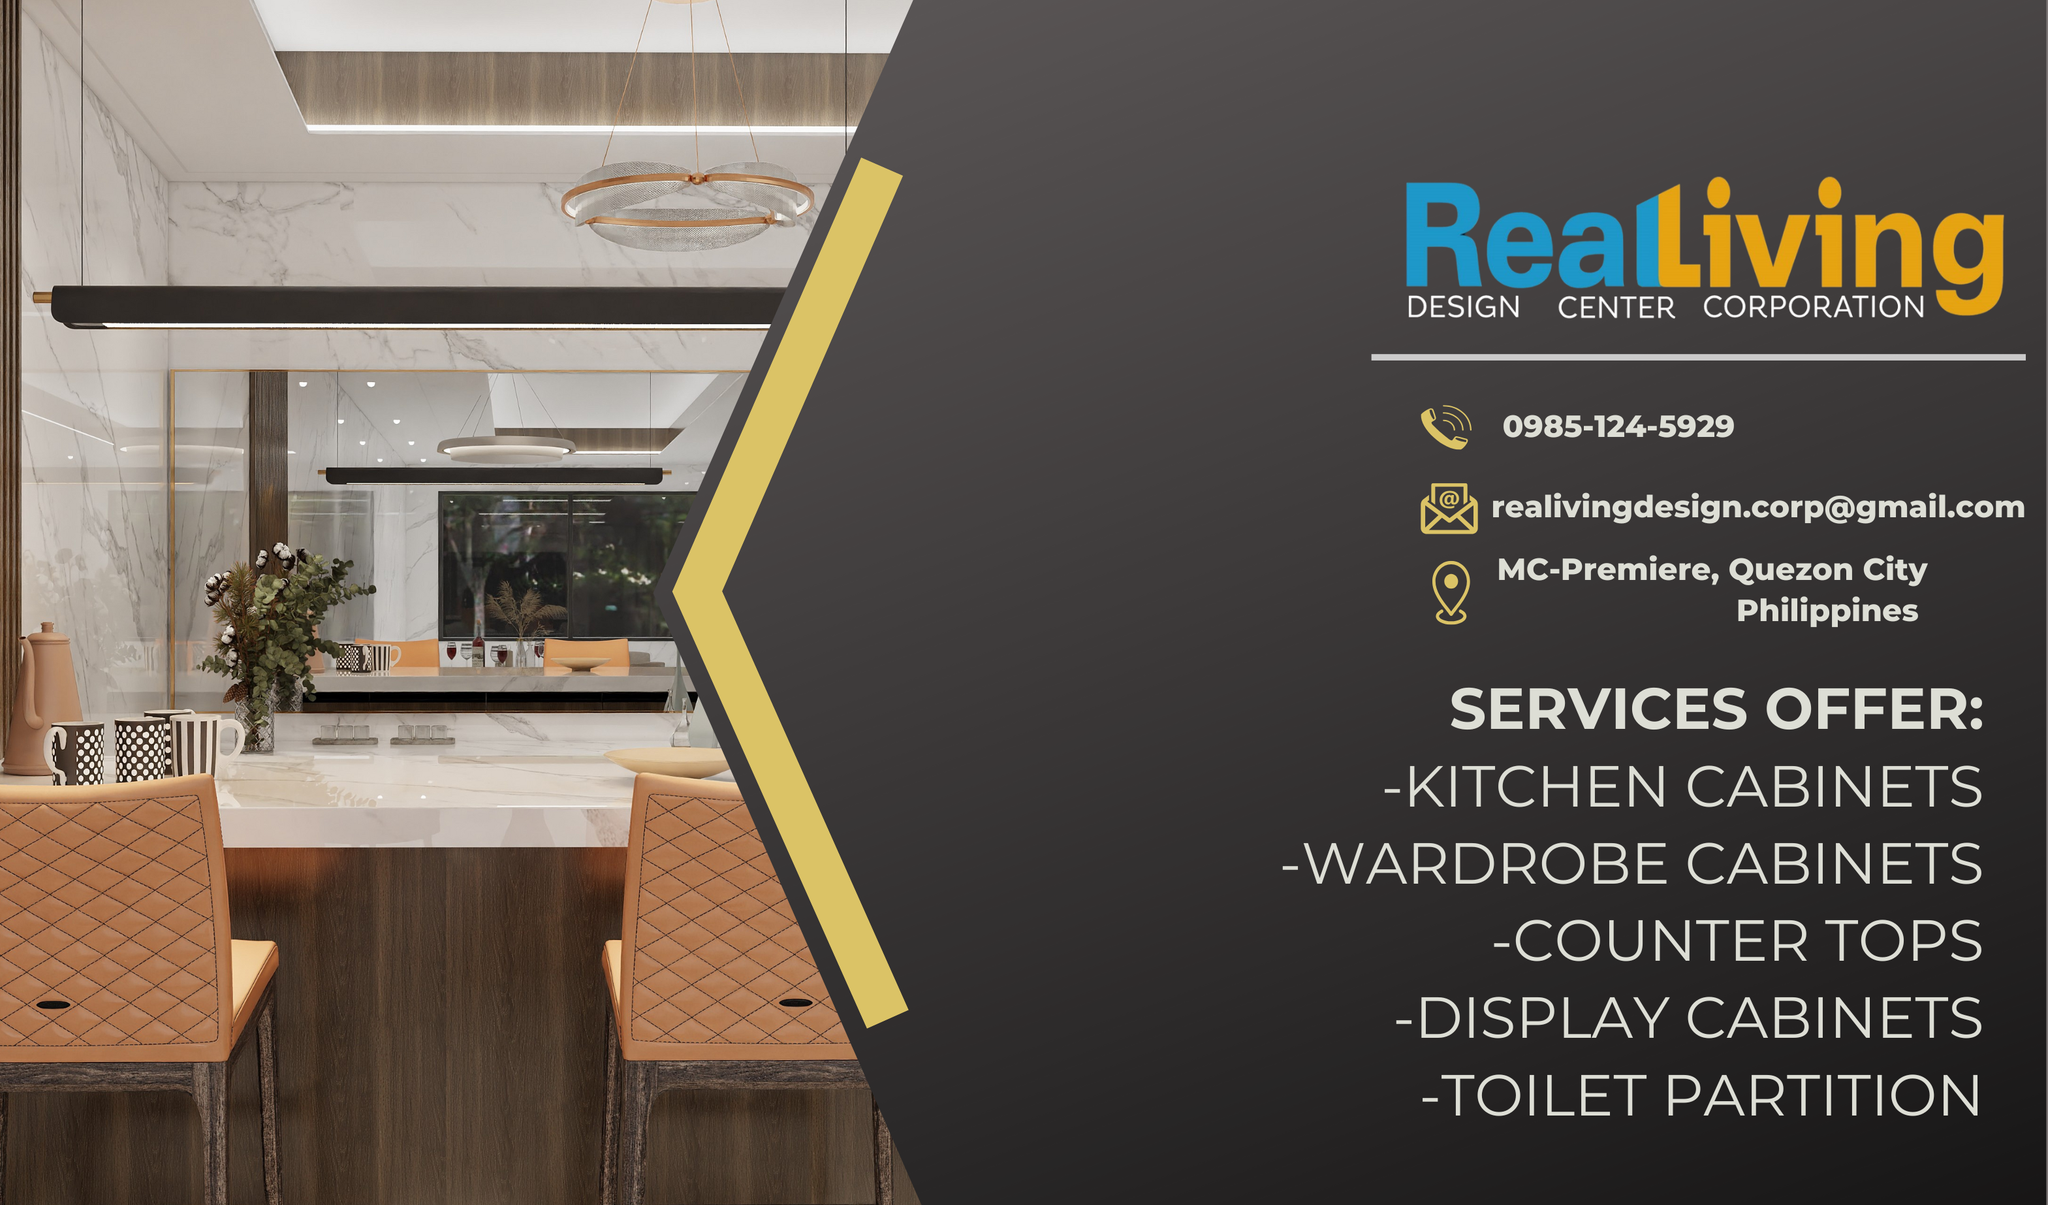 RealLiving
DESIGN CENTER CORPORATION
0985-124-5929
realivingdesign.corp@gmail.com
MC-Premiere, Quezon City
Philippines
SERVICES OFFER:
-KITCHEN CABINETS
-WARDROBE CABINETS
-COUNTER TOPS
-DISPLAY CABINETS
-TOILET PARTITION